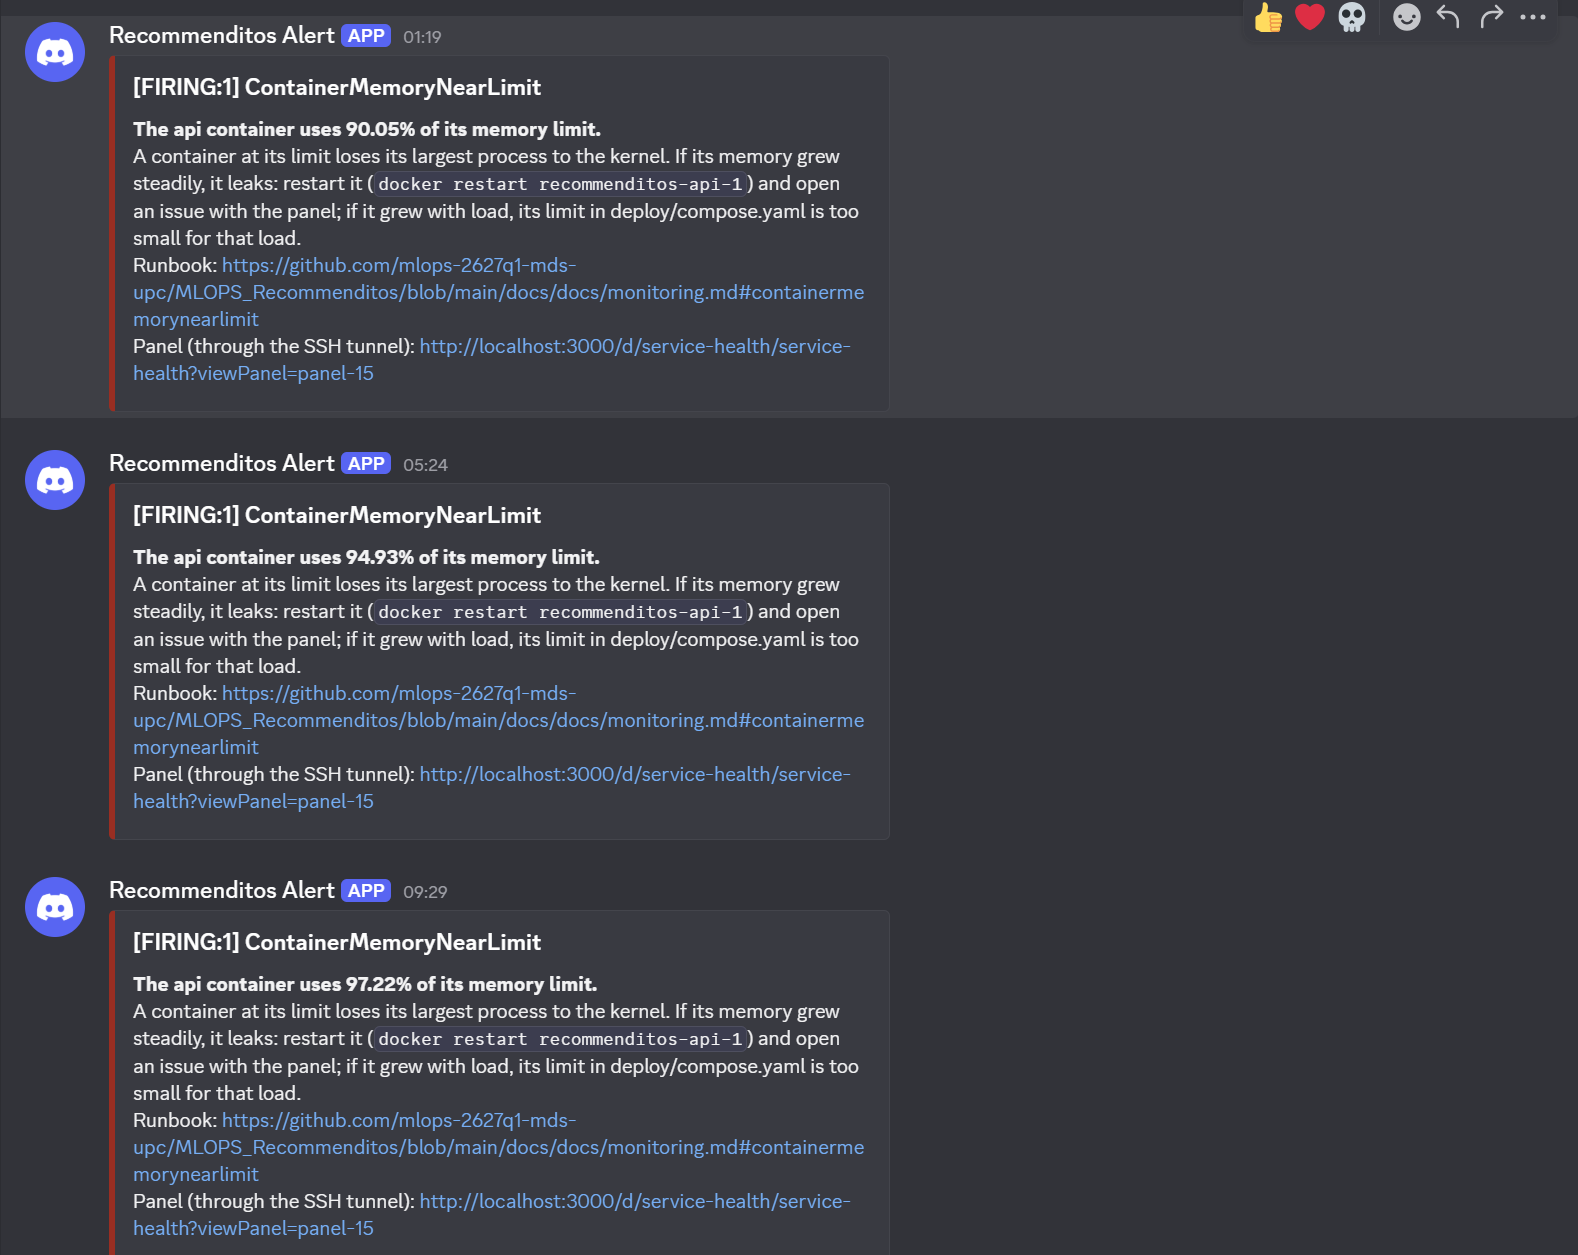 Recommenditos Alert APP 01:19
[FIRING:1] ContainerMemoryNearLimit
The api container uses 90.05% of its memory limit.
A container at its limit loses its largest process to the kernel. If its memory grew
steadily, it leaks: restart it (docker restart recommenditos-api-1) and open
an issue with the panel; if it grew with load, its limit in deploy/compose.yaml is too
small for that load.
Runbook: https://github.com/mlops-2627q1-mds-
upc/MLOPS_Recommenditos/blob/main/docs/docs/monitoring.md#containerme
morynearlimit
Panel (through the SSH tunnel): http://localhost:3000/d/service-health/service-
health?viewPanel=panel-15
Recommenditos Alert APP 05:24
[FIRING:1] ContainerMemoryNearLimit
The api container uses 94.93% of its memory limit.
A container at its limit loses its largest process to the kernel. If its memory grew
steadily, it leaks: restart it (docker restart recommenditos-api-1) and open
an issue with the panel; if it grew with load, its limit in deploy/compose.yaml is too
small for that load.
Runbook: https://github.com/mlops-2627q1-mds-
upc/MLOPS_Recommenditos/blob/main/docs/docs/monitoring.md#containerme
morynearlimit
Panel (through the SSH tunnel): http://localhost:3000/d/service-health/service-
health?viewPanel=panel-15
Recommenditos Alert APP 09:29
[FIRING:1] ContainerMemoryNearLimit
The api container uses 97.22% of its memory limit.
A container at its limit loses its largest process to the kernel. If its memory grew
steadily, it leaks: restart it (docker restart recommenditos-api-1) and open
an issue with the panel; if it grew with load, its limit in deploy/compose.yaml is too
small for that load.
Runbook: https://github.com/mlops-2627q1-mds-
upc/MLOPS_Recommenditos/blob/main/docs/docs/monitoring.md#containerme
morynearlimit
Panel (through the SSH tunnel): http://localhost:3000/d/service-health/service-
health?viewPanel=panel-15